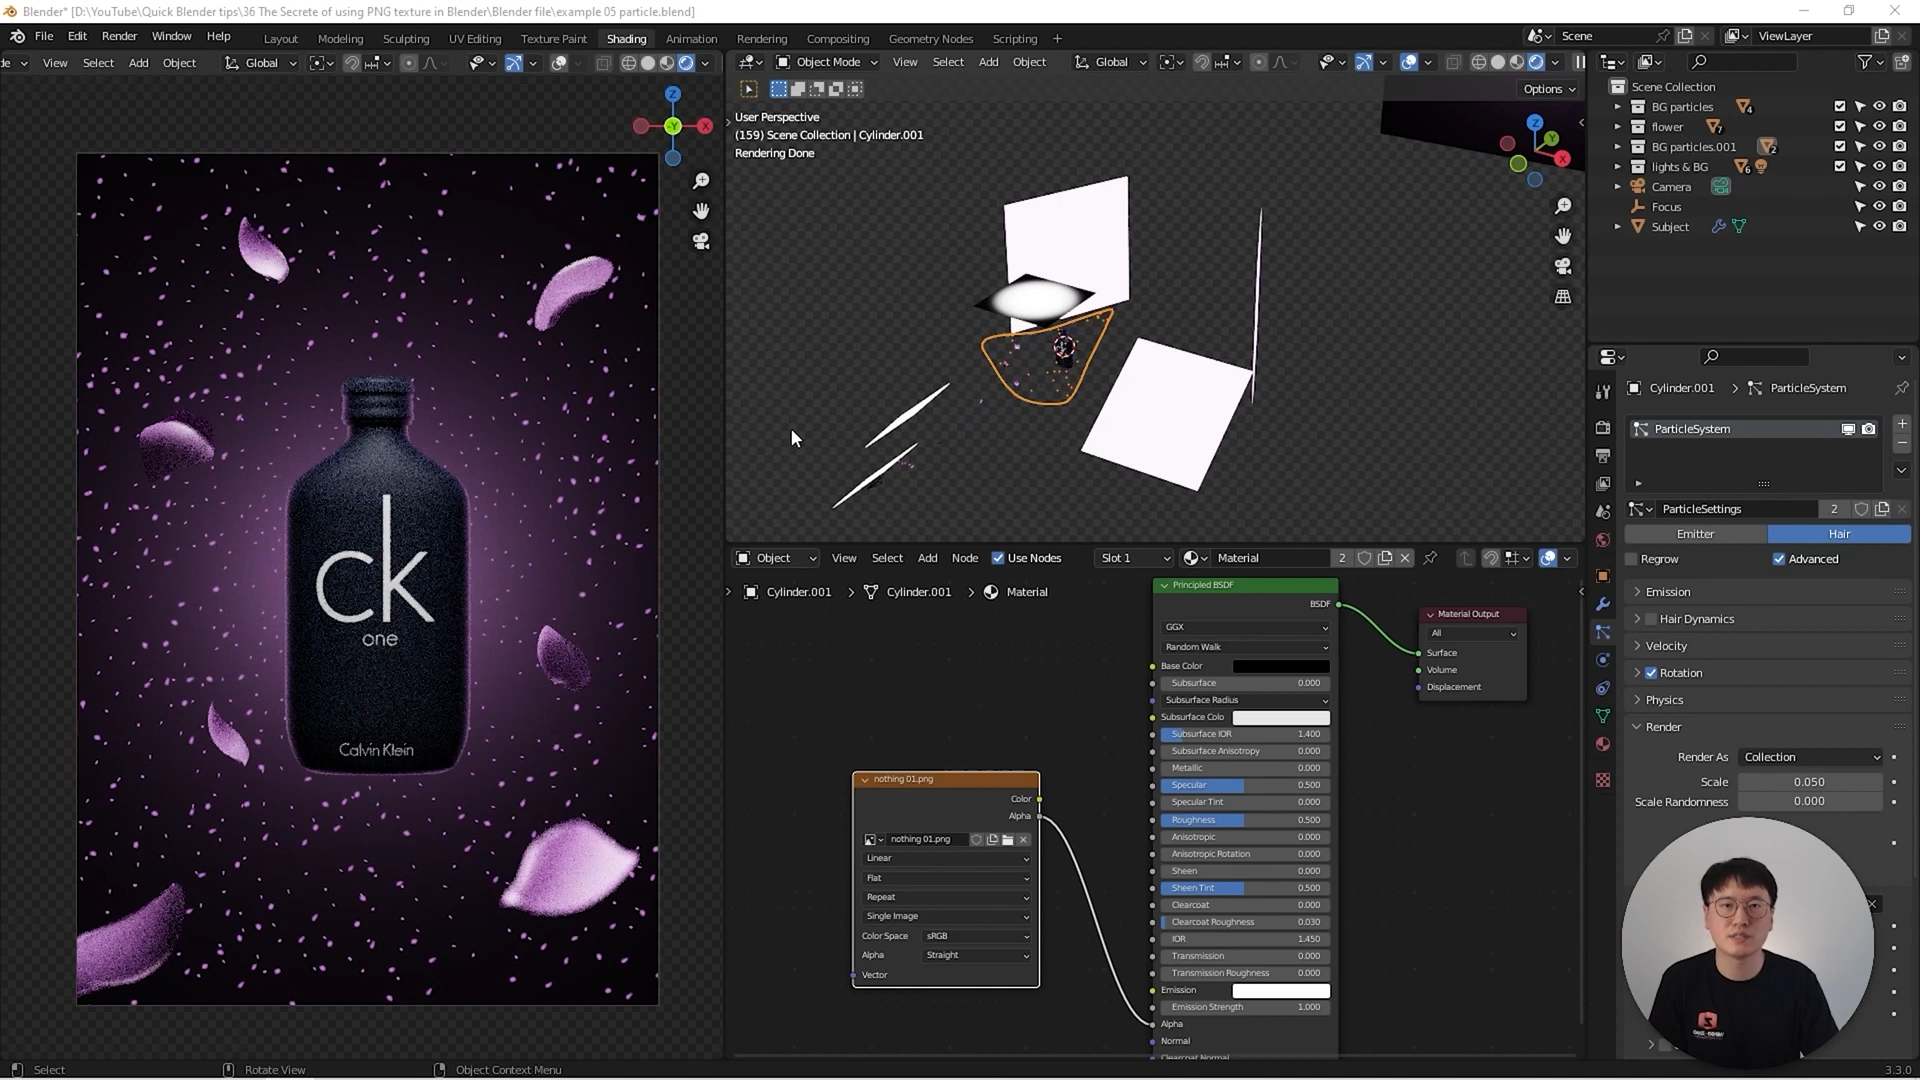 Blender* [D:\YouTube\Quick Blender tips\36 The Secrete of using PNG texture in Blender\Blender file\example 05 particle.blend]
File Edit Render Window Help Layout Modeling Sculpting UV Editing Texture Paint Shading Animation Rendering Compositing Geometry Nodes Scripting + Scene ViewLayer
de View Select Add Object Global
Object Mode View Select Add Object Global
Options
User Perspective
(159) Scene Collection | Cylinder.001
Rendering Done
Z
-Y
X
Z
Y
X
ck
one
Calvin Klein
Scene Collection
BG particles 4
flower 7
BG particles.001 2
lights & BG 6
Camera
Focus
Subject
Cylinder.001 > ParticleSystem
ParticleSystem
ParticleSettings 2
Emitter Hair
Regrow Advanced
Emission
Hair Dynamics
Velocity
Rotation
Physics
Render
Render As Collection
Scale 0.050
Scale Randomness 0.000
Object View Select Add Node Use Nodes Slot 1 Material 2
Cylinder.001 > Cylinder.001 > Material
nothing 01.png
Color
Alpha
nothing 01.png
Linear
Flat
Repeat
Single Image
Color Space sRGB
Alpha Straight
Vector
Principled BSDF
BSDF
GGX
Random Walk
Base Color
Subsurface 0.000
Subsurface Radius
Subsurface Colo
Subsurface IOR 1.400
Subsurface Anisotropy 0.000
Metallic 0.000
Specular 0.500
Specular Tint 0.000
Roughness 0.500
Anisotropic 0.000
Anisotropic Rotation 0.000
Sheen 0.000
Sheen Tint 0.500
Clearcoat 0.000
Clearcoat Roughness 0.030
IOR 1.450
Transmission 0.000
Transmission Roughness 0.000
Emission
Emission Strength 1.000
Alpha
Normal
Clearcoat Normal
Material Output
All
Surface
Volume
Displacement
Select Rotate View Object Context Menu 3.3.0